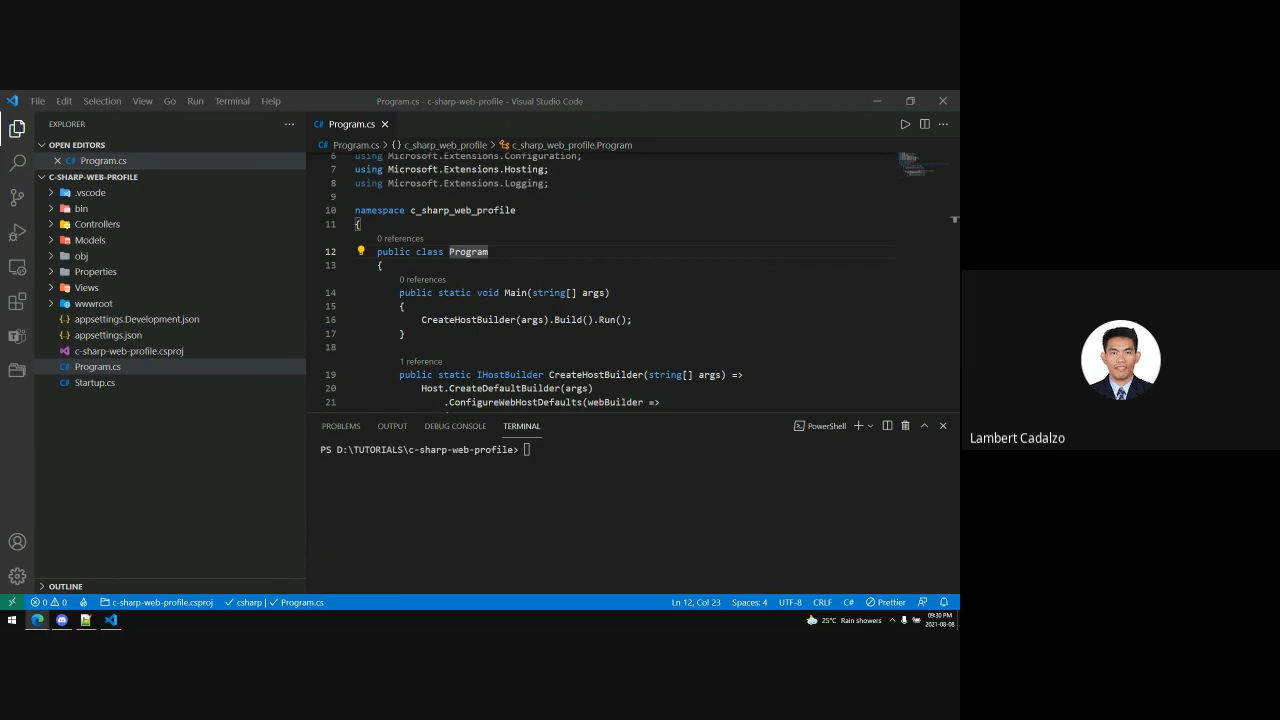 File Edit Selection View Go Run Terminal Help
Program.cs - c-sharp-web-profile - Visual Studio Code
EXPLORER
OPEN EDITORS
Program.cs
C-SHARP-WEB-PROFILE
.vscode
bin
Controllers
Models
obj
Properties
Views
wwwroot
appsettings.Development.json
appsettings.json
c-sharp-web-profile.csproj
Program.cs
Startup.cs
OUTLINE
Program.cs
Program.cs > {} c_sharp_web_profile > c_sharp_web_profile.Program
6 using Microsoft.Extensions.Configuration;
7 using Microsoft.Extensions.Hosting;
8 using Microsoft.Extensions.Logging;
9
10 namespace c_sharp_web_profile
11 {
0 references
12 public class Program
13 {
0 references
14 public static void Main(string[] args)
15 {
16 CreateHostBuilder(args).Build().Run();
17 }
18
1 reference
19 public static IHostBuilder CreateHostBuilder(string[] args) =>
20 Host.CreateDefaultBuilder(args)
21 .ConfigureWebHostDefaults(webBuilder =>
PROBLEMS OUTPUT DEBUG CONSOLE TERMINAL
PowerShell
PS D:\TUTORIALS\c-sharp-web-profile>
0 0 c-sharp-web-profile.csproj csharp | Program.cs
Ln 12, Col 23 Spaces: 4 UTF-8 CRLF C# Prettier
25°C Rain showers
09:30 PM
2021-08-08
Lambert Cadalzo